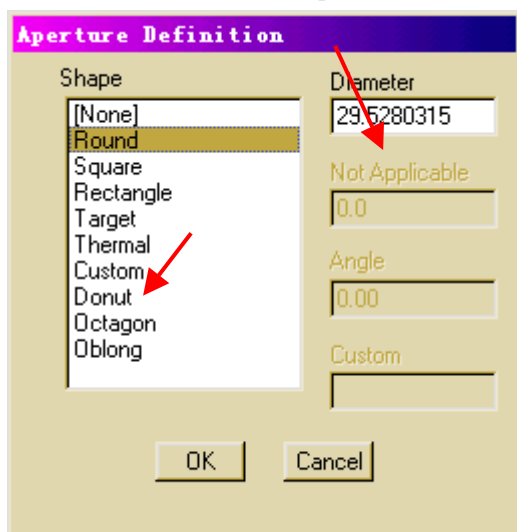 Aperture Definition
Shape
[None]
Round
Square
Rectangle
Target
Thermal
Custom
Donut
Octagon
Oblong
Diameter
29.5280315
Not Applicable
0.0
Angle
0.00
Custom
OK
Cancel